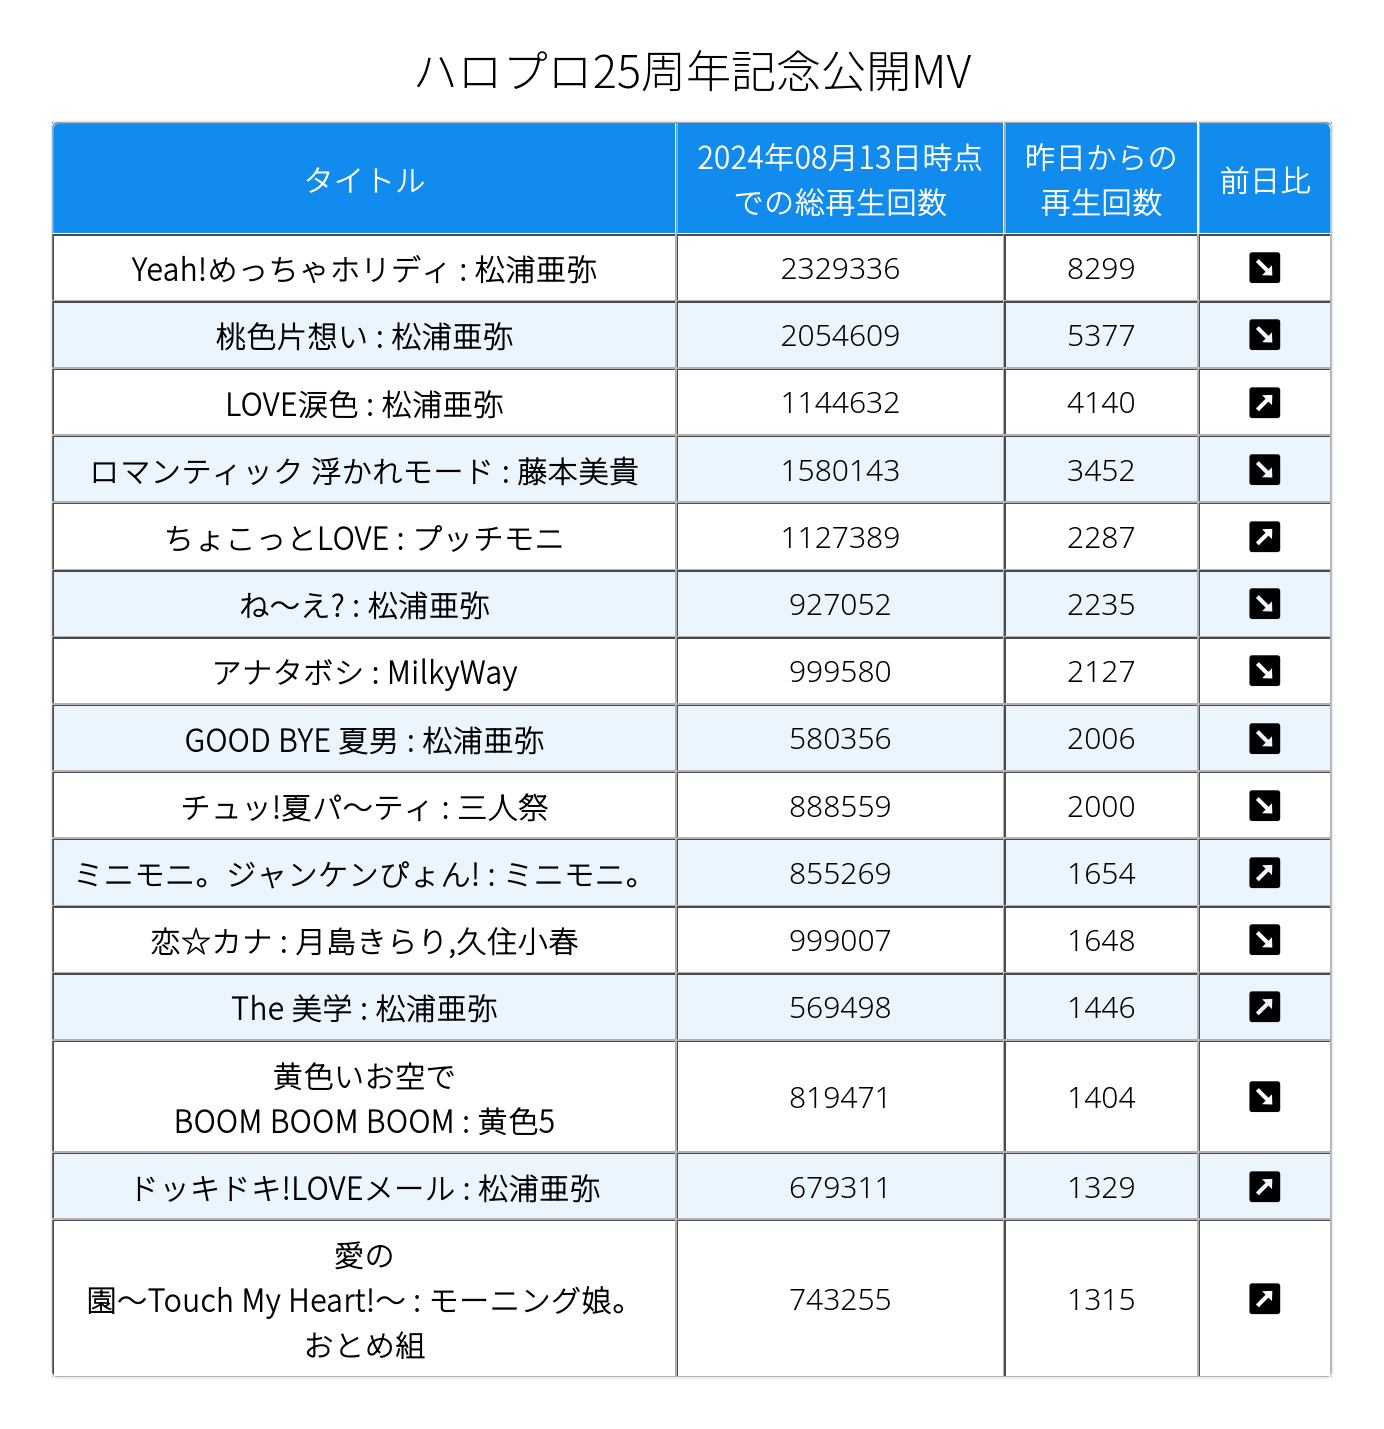 ハロプロ25周年記念公開MV
タイトル
2024年08月13日時点
での総再生回数
昨日からの
再生回数
前日比
Yeah!めっちゃホリディ : 松浦亜弥 2329336 8299 ↘
桃色片想い : 松浦亜弥 2054609 5377 ↘
LOVE涙色 : 松浦亜弥 1144632 4140 ↗
ロマンティック 浮かれモード : 藤本美貴 1580143 3452 ↘
ちょこっとLOVE : プッチモニ 1127389 2287 ↗
ね～え? : 松浦亜弥 927052 2235 ↘
アナタボシ : MilkyWay 999580 2127 ↘
GOOD BYE 夏男 : 松浦亜弥 580356 2006 ↘
チュッ!夏パ～ティ : 三人祭 888559 2000 ↘
ミニモニ。ジャンケンぴょん! : ミニモニ。 855269 1654 ↗
恋☆カナ : 月島きらり,久住小春 999007 1648 ↘
The 美学 : 松浦亜弥 569498 1446 ↗
黄色いお空で
BOOM BOOM BOOM : 黄色5 819471 1404 ↘
ドッキドキ!LOVEメール : 松浦亜弥 679311 1329 ↗
愛の
園～Touch My Heart!～ : モーニング娘。
おとめ組 743255 1315 ↗